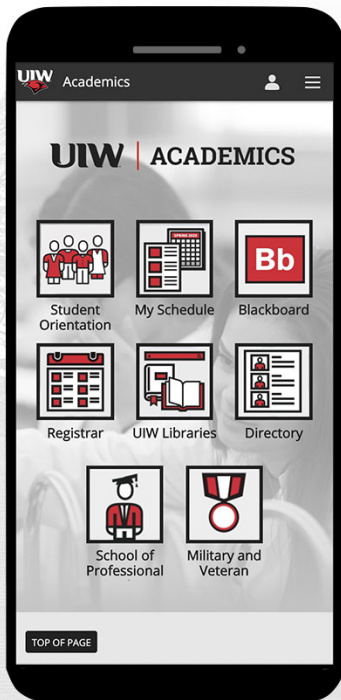 UIW
Academics
UIW | ACADEMICS
SPRING 2022
Bb
Student
Orientation
My Schedule
Blackboard
Registrar
UIW Libraries
Directory
School of
Professional
Military and
Veteran
TOP OF PAGE